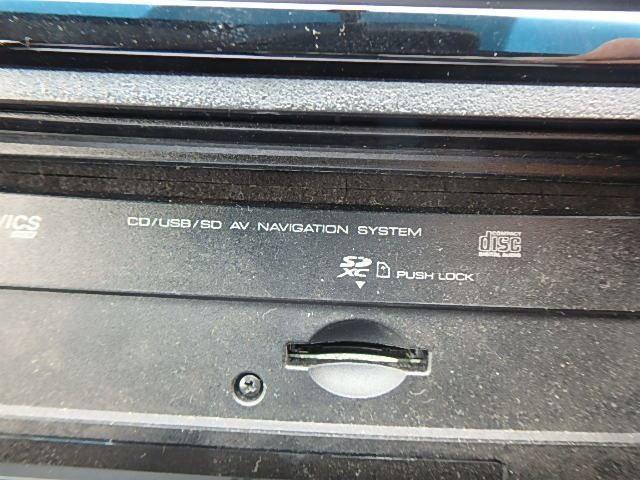 VICS
CD/USB/SD AV NAVIGATION SYSTEM
COMPACT
disc
DIGITAL AUDIO
SD
XC
PUSH LOCK